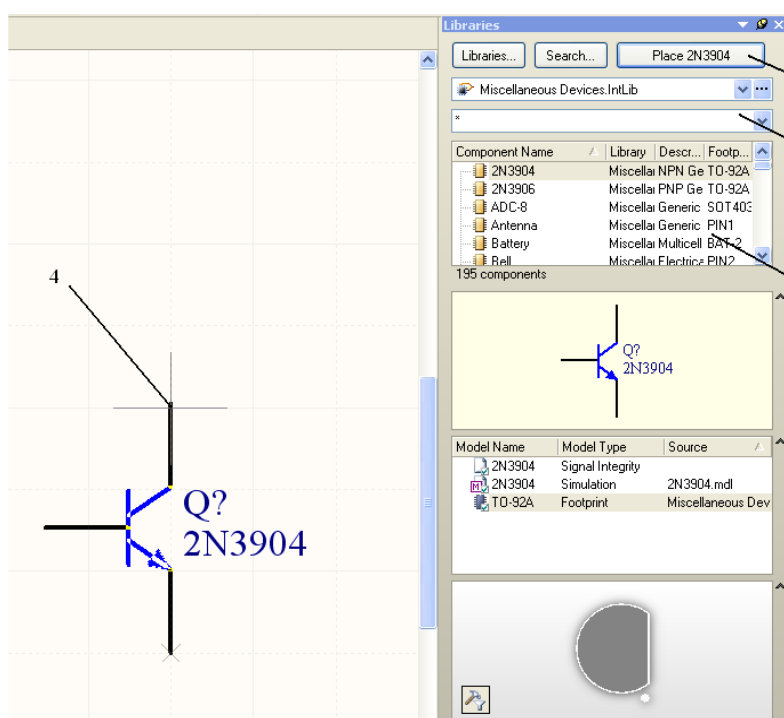 Libraries
Libraries... Search... Place 2N3904
Miscellaneous Devices.IntLib ...
*
Component Name Library Descr... Footp...
2N3904 Miscellai NPN Ge TO-92A
2N3906 Miscellai PNP Ge TO-92A
ADC-8 Miscellai Generic SOT403
Antenna Miscellai Generic PIN1
Battery Miscellai Multicell BAT-2
Bell Miscellai Electrica PIN2
195 components
4
Q?
2N3904
Q?
2N3904
Model Name Model Type Source
2N3904 Signal Integrity
2N3904 Simulation 2N3904.mdl
TO-92A Footprint Miscellaneous Dev